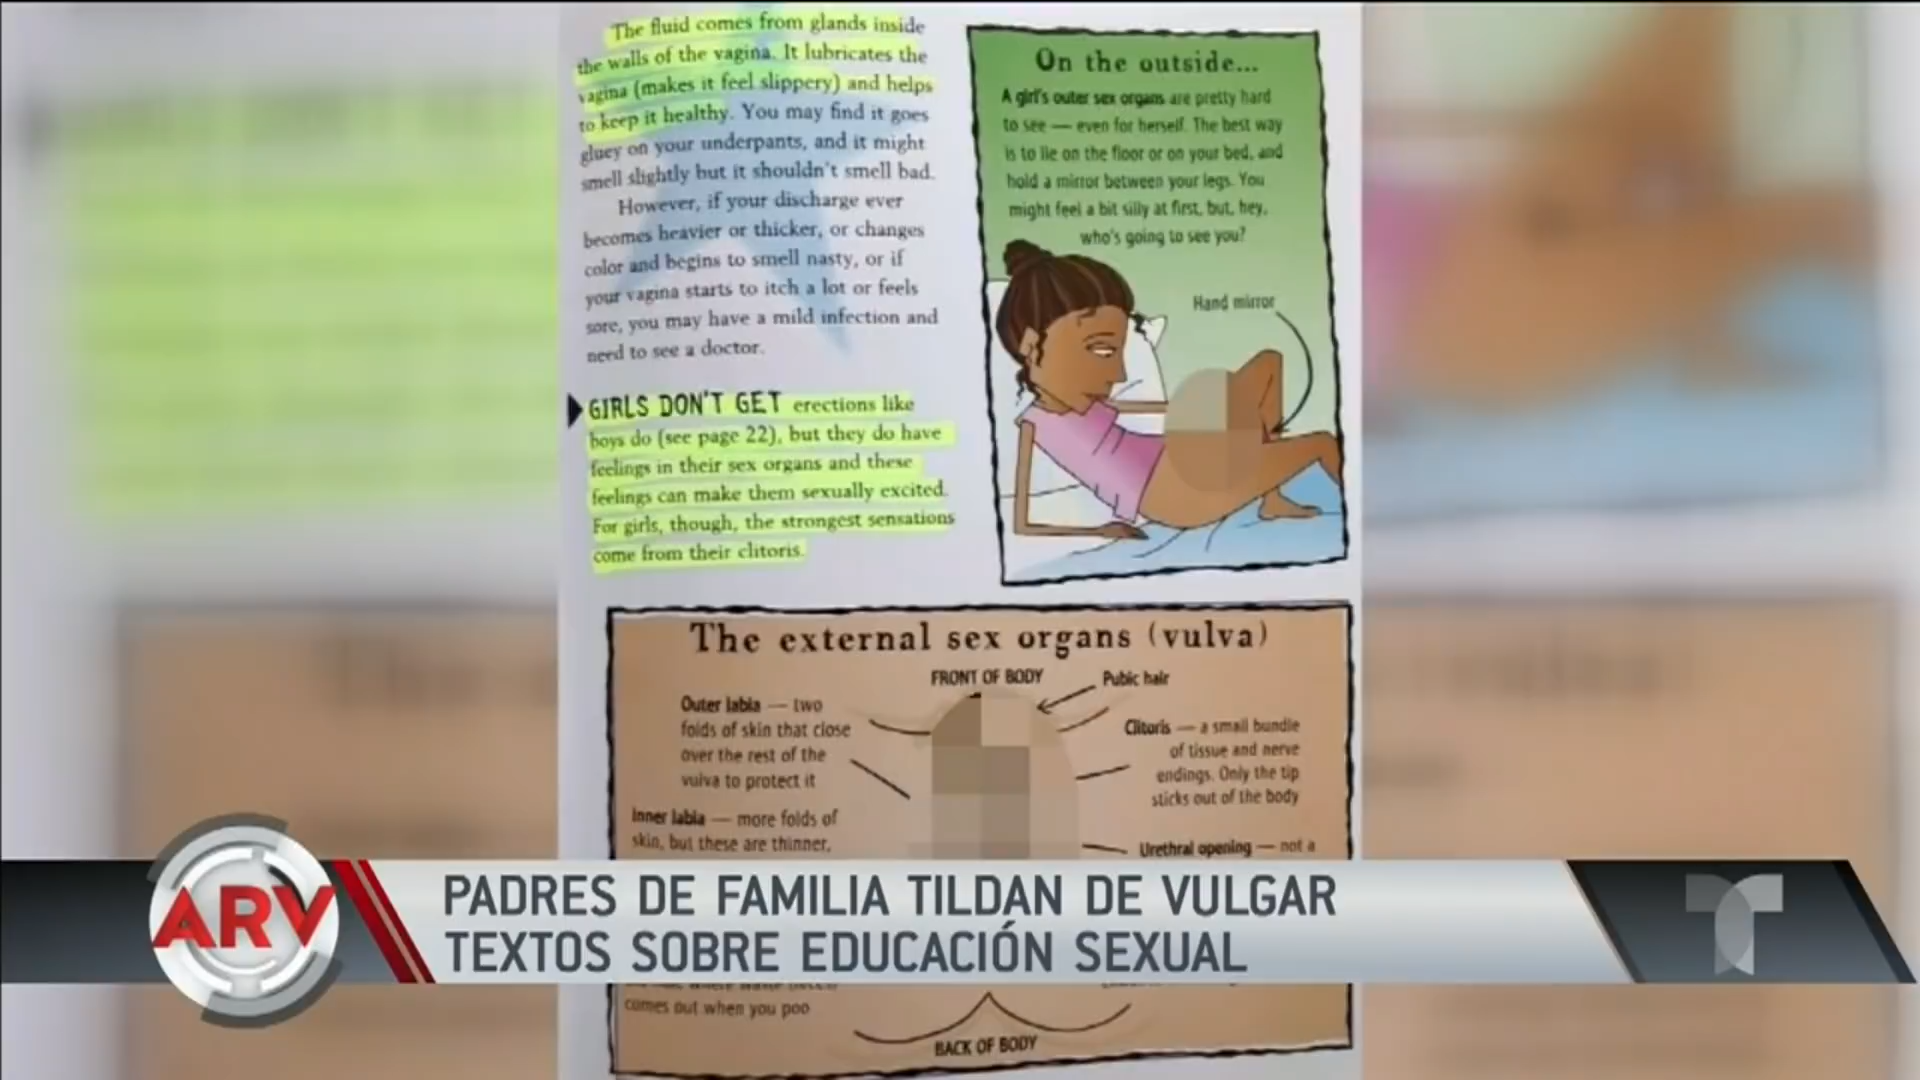 The fluid comes from glands inside
the walls of the vagina. It lubricates the
vagina (makes it feel slippery) and helps
to keep it healthy. You may find it goes
gluey on your underpants, and it might
smell slightly but it shouldn't smell bad.
However, if your discharge ever
becomes heavier or thicker, or changes
color and begins to smell nasty, or if
your vagina starts to itch a lot or feels
sore, you may have a mild infection and
need to see a doctor.
GIRLS DON'T GET erections like
boys do (see page 22), but they do have
feelings in their sex organs and these
feelings can make them sexually excited.
For girls, though, the strongest sensations
come from their clitoris.
On the outside...
A girl's outer sex organs are pretty hard
to see — even for herself. The best way
is to lie on the floor or on your bed, and
hold a mirror between your legs. You
might feel a bit silly at first, but, hey,
who's going to see you?
Hand mirror
The external sex organs (vulva)
FRONT OF BODY
Pubic hair
Outer labia — two
folds of skin that close
over the rest of the
vulva to protect it
Clitoris — a small bundle
of tissue and nerve
endings. Only the tip
sticks out of the body
Inner labia — more folds of
skin, but these are thinner,
Urethral opening — not a
ARV
PADRES DE FAMILIA TILDAN DE VULGAR
TEXTOS SOBRE EDUCACIÓN SEXUAL
T
comes out when you poo
BACK OF BODY